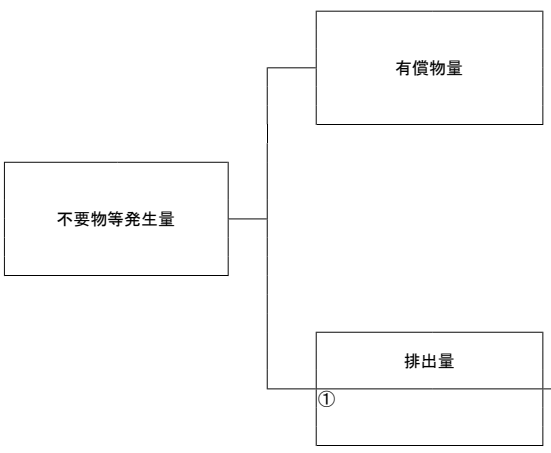 有償物量
不要物等発生量
排出量
①